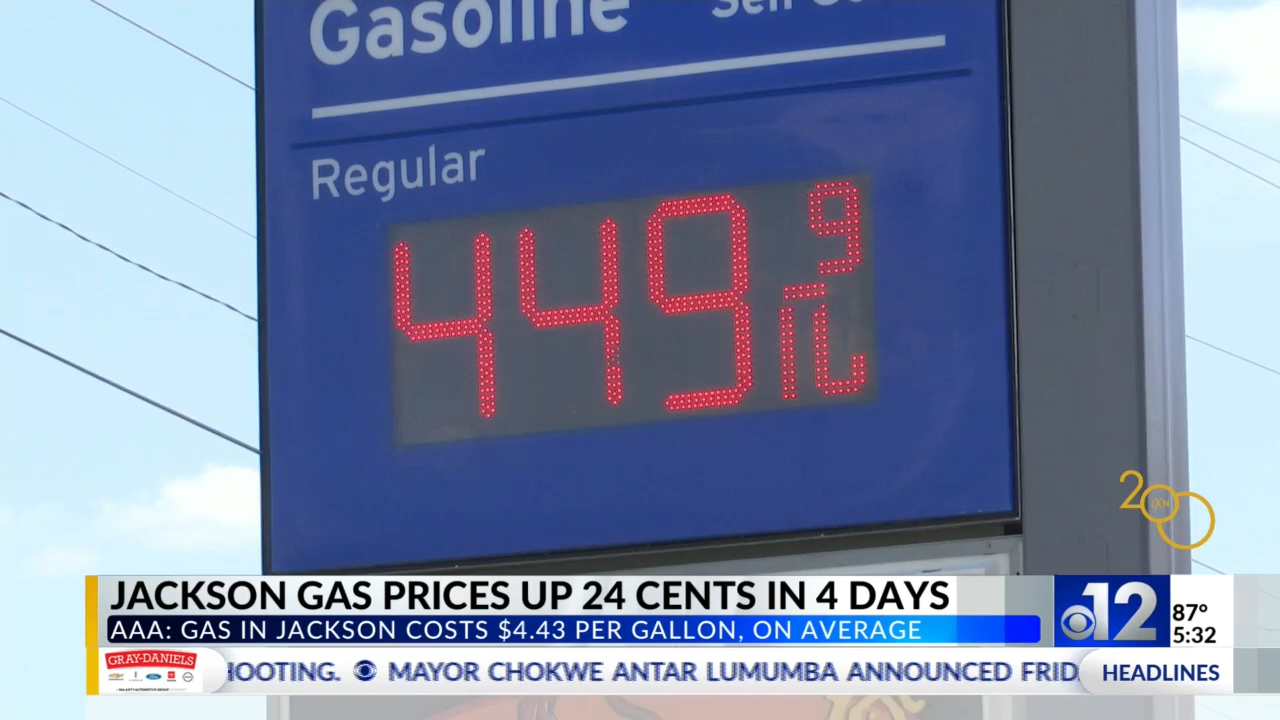 Gasoline
Regular
449 9
JACKSON GAS PRICES UP 24 CENTS IN 4 DAYS
AAA: GAS IN JACKSON COSTS $4.43 PER GALLON, ON AVERAGE
12
87°
5:32
GRAY-DANIELS
HOOTING. MAYOR CHOKWE ANTAR LUMUMBA ANNOUNCED FRID
HEADLINES
200
JXN